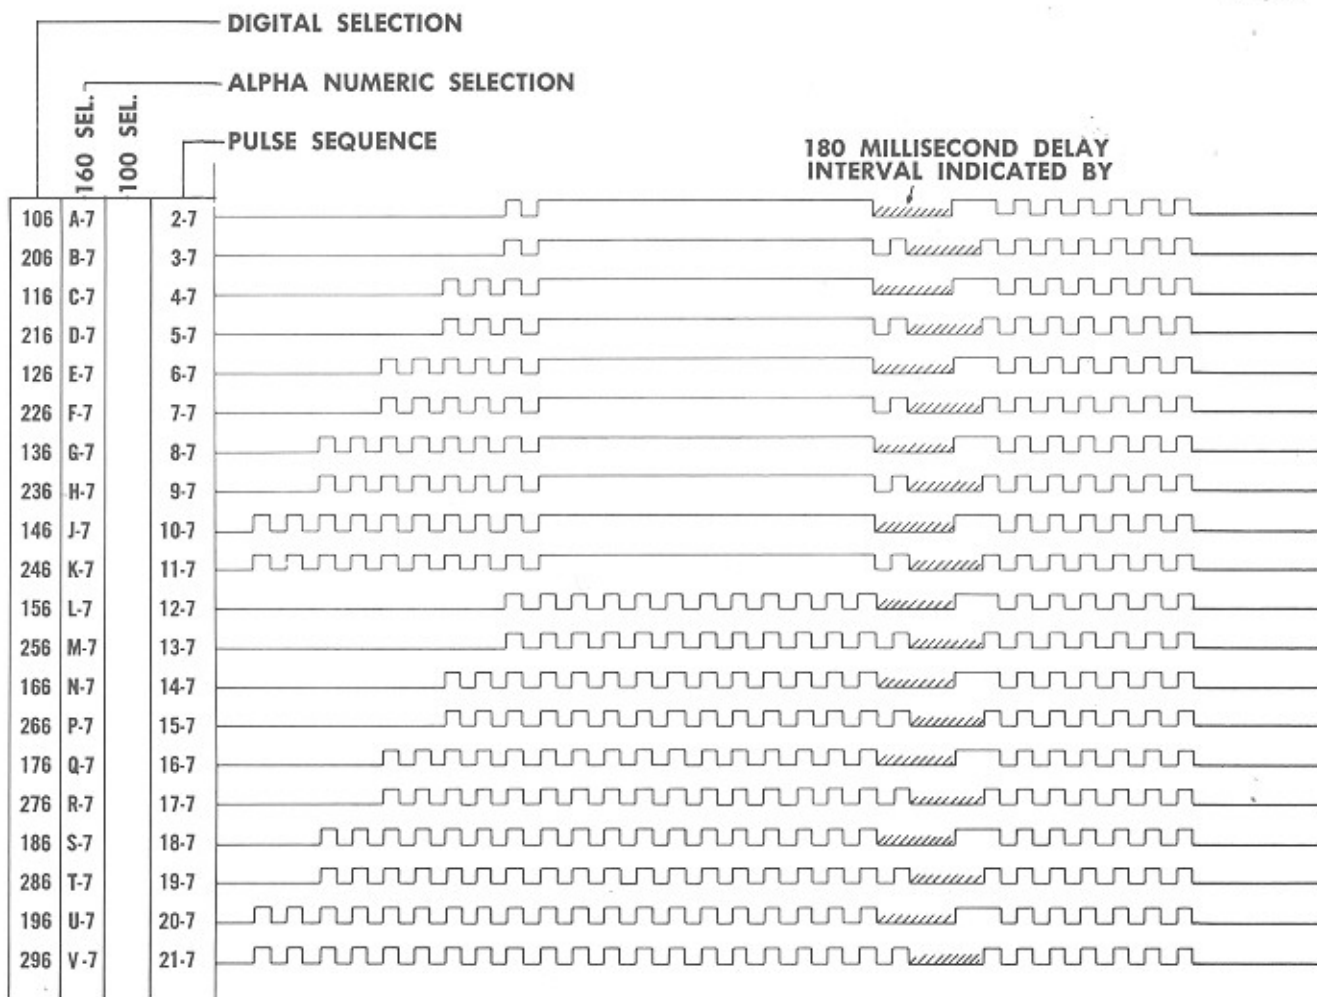 DIGITAL SELECTION
ALPHA NUMERIC SELECTION
160 SEL.
100 SEL.
PULSE SEQUENCE
180 MILLISECOND DELAY
INTERVAL INDICATED BY
106 A-7 2-7
206 B-7 3-7
116 C-7 4-7
216 D-7 5-7
126 E-7 6-7
226 F-7 7-7
136 G-7 8-7
236 H-7 9-7
146 J-7 10-7
246 K-7 11-7
156 L-7 12-7
256 M-7 13-7
166 N-7 14-7
266 P-7 15-7
176 Q-7 16-7
276 R-7 17-7
186 S-7 18-7
286 T-7 19-7
196 U-7 20-7
296 V-7 21-7